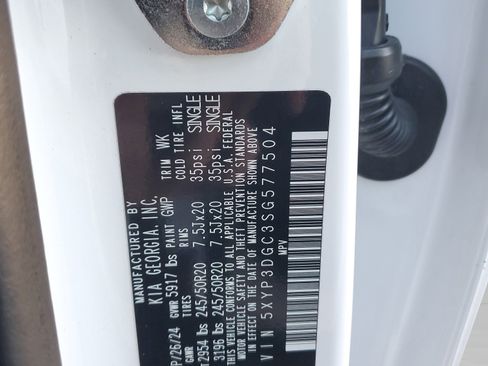 MANUFACTURED BY
KIA GEORGIA, INC.
P/26/24 GVWR 5917 lbs PAINT GWP TRIM WK
TIRES RIMS COLD TIRE INFL
T2954 lbs 245/50R20 7.5Jx20 35psi SINGLE
3196 lbs 245/50R20 7.5Jx20 35psi SINGLE
THIS VEHICLE CONFORMS TO ALL APPLICABLE U.S.A. FEDERAL
MOTOR VEHICLE SAFETY AND THEFT PREVENTION STANDARDS
IN EFFECT ON THE DATE OF MANUFACTURE SHOWN ABOVE
VIN 5XYP3DGC3SG577504
MPV